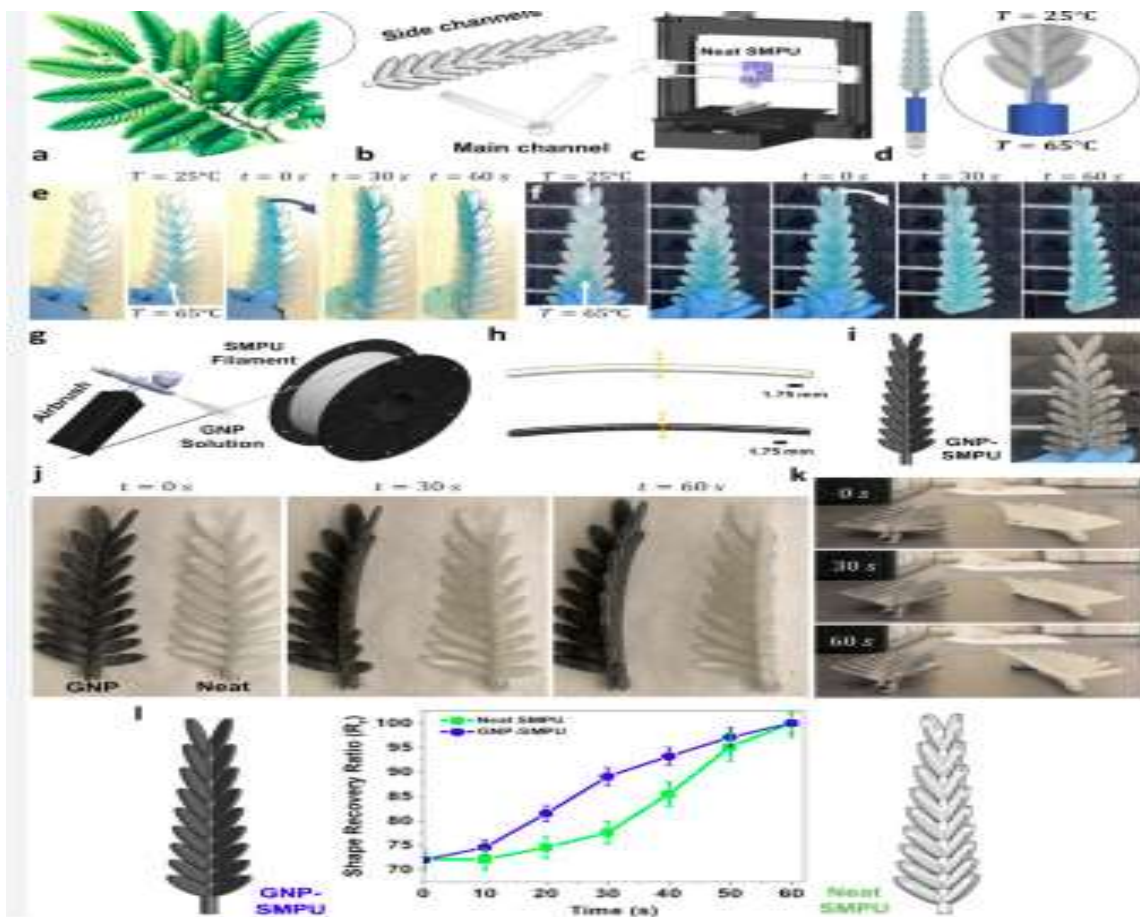 Side channels
Main channel
Neat SMPU
T = 25°C
T = 65°C
a
b
c
d
e
T = 25°C
t = 0 s
t = 30 s
t = 60 s
T = 65°C
f
T = 25°C
t = 0 s
t = 30 s
t = 60 s
T = 65°C
g
SMPU
Filament
Airbrush
GNP
Solution
h
1.75 mm
1.75 mm
i
GNP-
SMPU
j
t = 0 s
t = 30 s
t = 60 s
GNP
Neat
k
0 s
30 s
60 s
l
GNP-
SMPU
Shape Recovery Ratio (Rr)
Neat SMPU
GNP-SMPU
100
95
90
85
80
75
70
0
10
20
30
40
50
60
Time (s)
Neat
SMPU